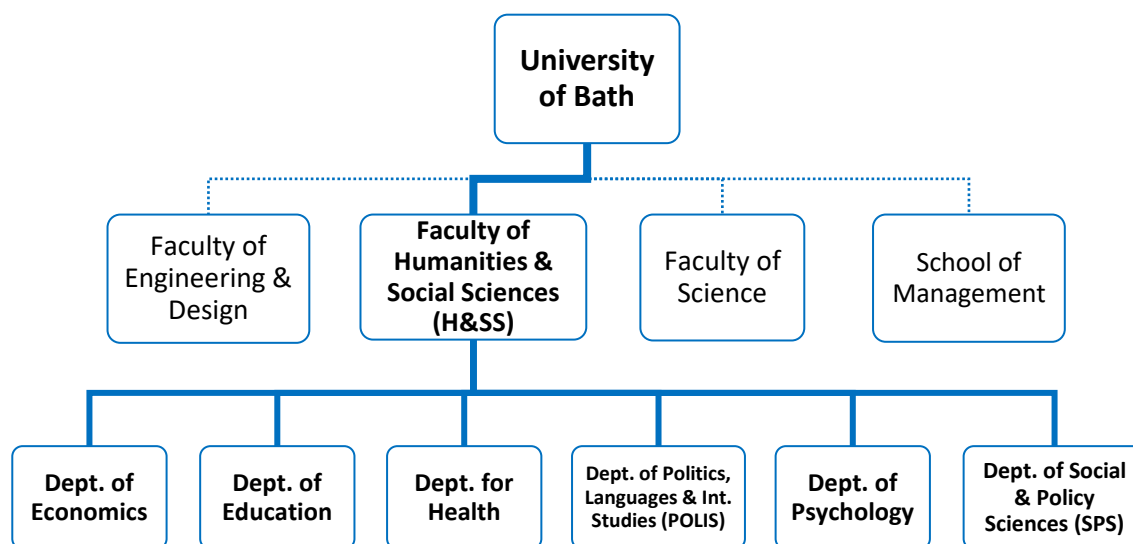 University
of Bath
Faculty of
Engineering &
Design
Faculty of
Humanities &
Social Sciences
(H&SS)
Faculty of
Science
School of
Management
Dept. of
Economics
Dept. of
Education
Dept. for
Health
Dept. of Politics,
Languages & Int.
Studies (POLIS)
Dept. of
Psychology
Dept. of Social
& Policy
Sciences (SPS)